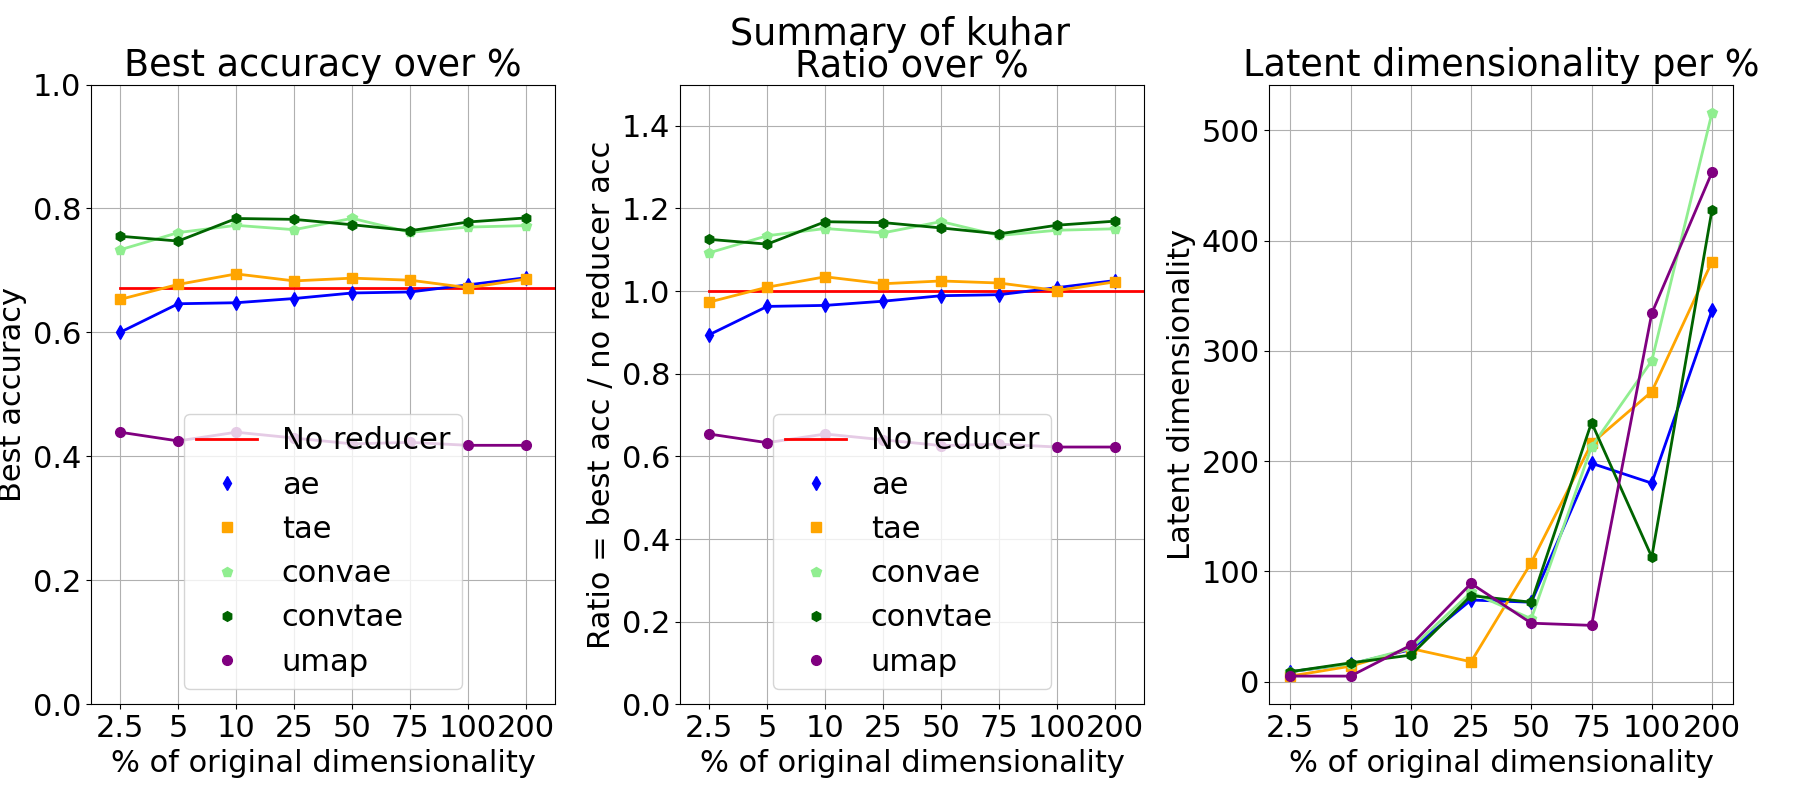 Summary of kuhar
Best accuracy over %
Best accuracy
1.0
0.8
0.6
0.4
0.2
0.0
No reducer
ae
tae
convae
convtae
umap
2.5 5 10 25 50 75 100 200
% of original dimensionality
Ratio over %
Ratio = best acc / no reducer acc
1.4
1.2
1.0
0.8
0.6
0.4
0.2
0.0
No reducer
ae
tae
convae
convtae
umap
2.5 5 10 25 50 75 100 200
% of original dimensionality
Latent dimensionality per %
Latent dimensionality
500
400
300
200
100
0
2.5 5 10 25 50 75 100 200
% of original dimensionality